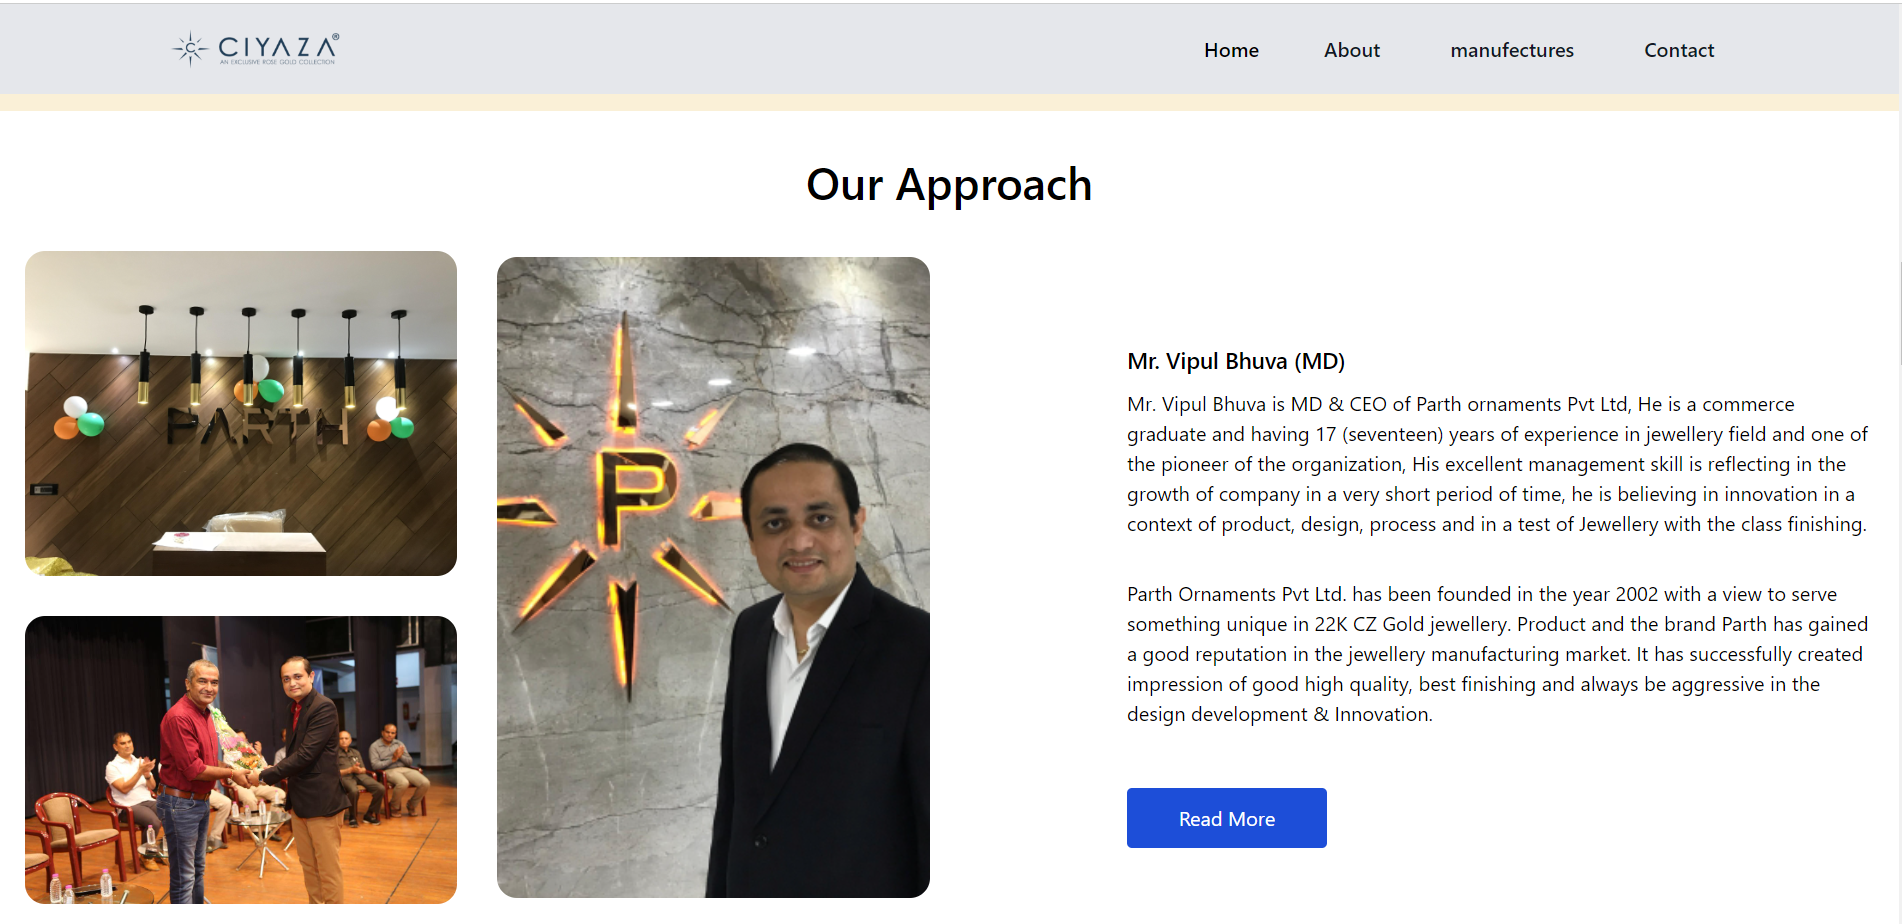 CIYAZA®
AN EXCLUSIVE ROSE GOLD COLLECTION
Home
About
manufectures
Contact
Our Approach
PARTH
P
Mr. Vipul Bhuva (MD)
Mr. Vipul Bhuva is MD & CEO of Parth ornaments Pvt Ltd, He is a commerce
graduate and having 17 (seventeen) years of experience in jewellery field and one of
the pioneer of the organization, His excellent management skill is reflecting in the
growth of company in a very short period of time, he is believing in innovation in a
context of product, design, process and in a test of Jewellery with the class finishing.
Parth Ornaments Pvt Ltd. has been founded in the year 2002 with a view to serve
something unique in 22K CZ Gold jewellery. Product and the brand Parth has gained
a good reputation in the jewellery manufacturing market. It has successfully created
impression of good high quality, best finishing and always be aggressive in the
design development & Innovation.
Read More